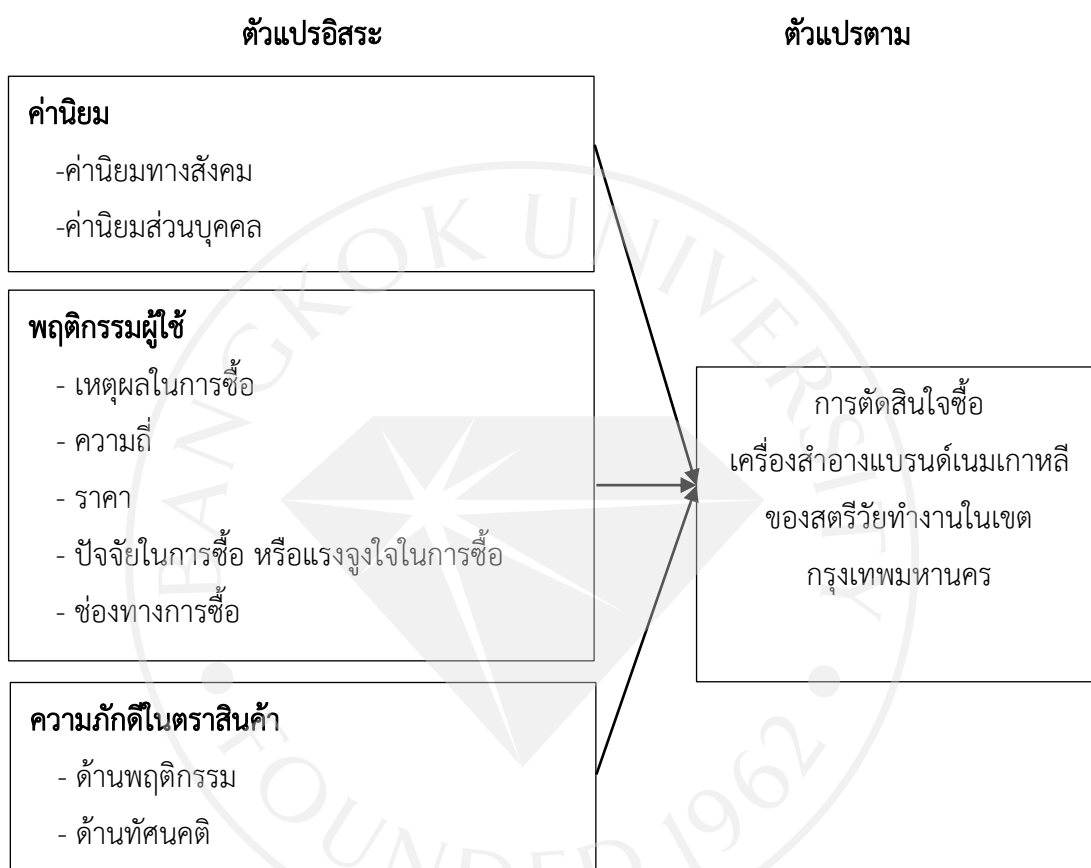 ตัวแปรอิสระ
ตัวแปรตาม
ค่านิยม
-ค่านิยมทางสังคม
-ค่านิยมส่วนบุคคล
พฤติกรรมผู้ใช้
- เหตุผลในการซื้อ
- ความถี่
- ราคา
- ปัจจัยในการซื้อ หรือแรงจูงใจในการซื้อ
- ช่องทางการซื้อ
ความภักดีในตราสินค้า
- ด้านพฤติกรรม
- ด้านทัศนคติ
การตัดสินใจซื้อ
เครื่องสำอางแบรนด์เนมเกาหลี
ของสตรีวัยทำงานในเขต
กรุงเทพมหานคร
BANGKOK UNIVERSITY
FOUNDED 1962